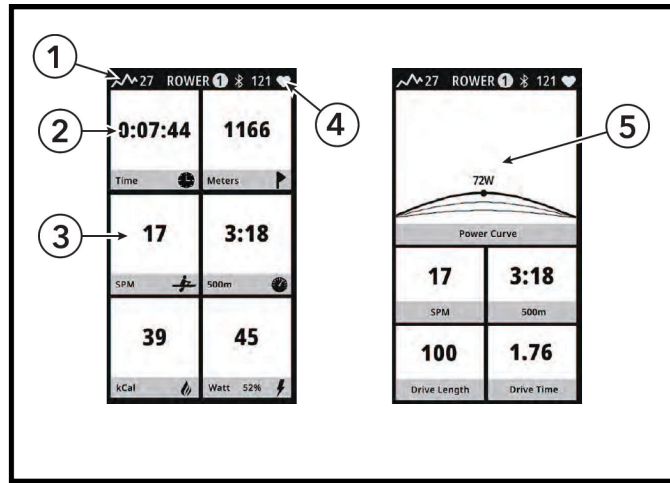 1
27 ROWER 1 121
2
0:07:44 1166
Time Meters
4
3
17 3:18
SPM 500m
39 45
kCal Watt 52%
27 ROWER 1 121
5
72W
Power Curve
17 3:18
SPM 500m
100 1.76
Drive Length Drive Time